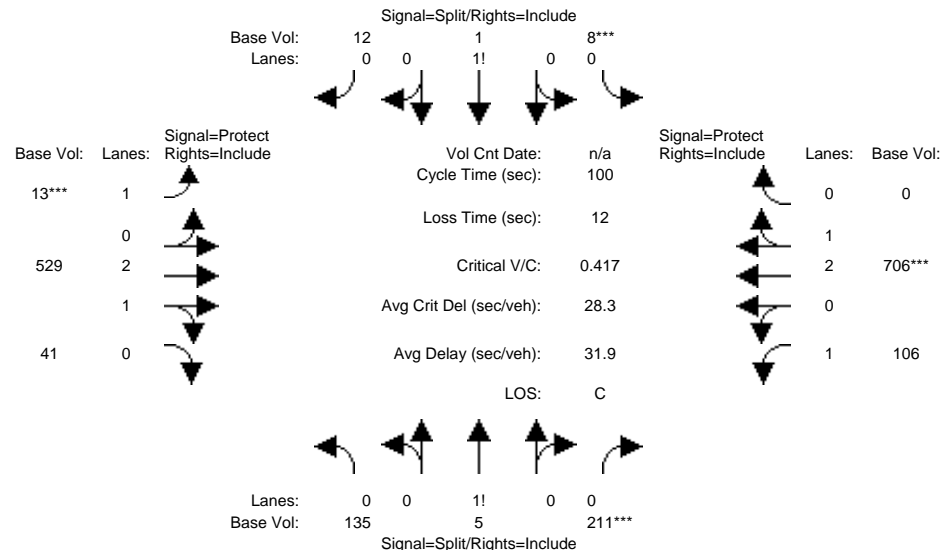 Signal=Split/Rights=Include
Base Vol: 12 1 8***
Lanes: 0 0 1! 0 0
Signal=Protect Signal=Protect
Base Vol: Lanes: Rights=Include Vol Cnt Date: n/a Rights=Include Lanes: Base Vol:
Cycle Time (sec): 100
13*** 1 0 0
Loss Time (sec): 12
0 1
529 2 Critical V/C: 0.417 2 706***
1 Avg Crit Del (sec/veh): 28.3 0
41 0 Avg Delay (sec/veh): 31.9 1 106
LOS: C
Lanes: 0 0 1! 0 0
Base Vol: 135 5 211***
Signal=Split/Rights=Include